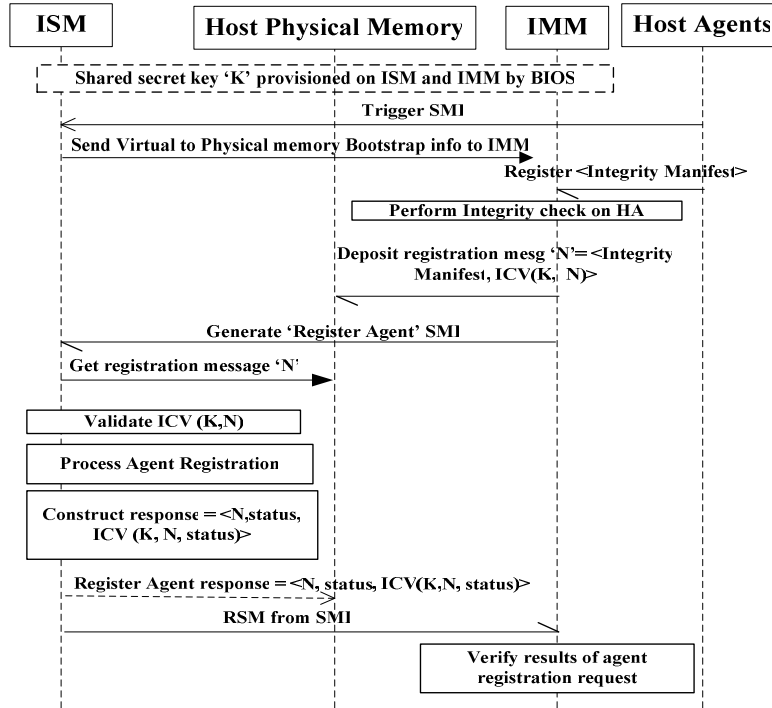 ISM
Host Physical Memory
IMM
Host Agents
Shared secret key ‘K’ provisioned on ISM and IMM by BIOS
Trigger SMI
Send Virtual to Physical memory Bootstrap info to IMM
Register <Integrity Manifest>
Perform Integrity check on HA
Deposit registration mesg ‘N’= <Integrity
Manifest, ICV(K, N)>
Generate ‘Register Agent’ SMI
Get registration message ‘N’
Validate ICV (K,N)
Process Agent Registration
Construct response = <N,status,
ICV (K, N, status)>
Register Agent response = <N, status, ICV(K,N, status)>
RSM from SMI
Verify results of agent
registration request